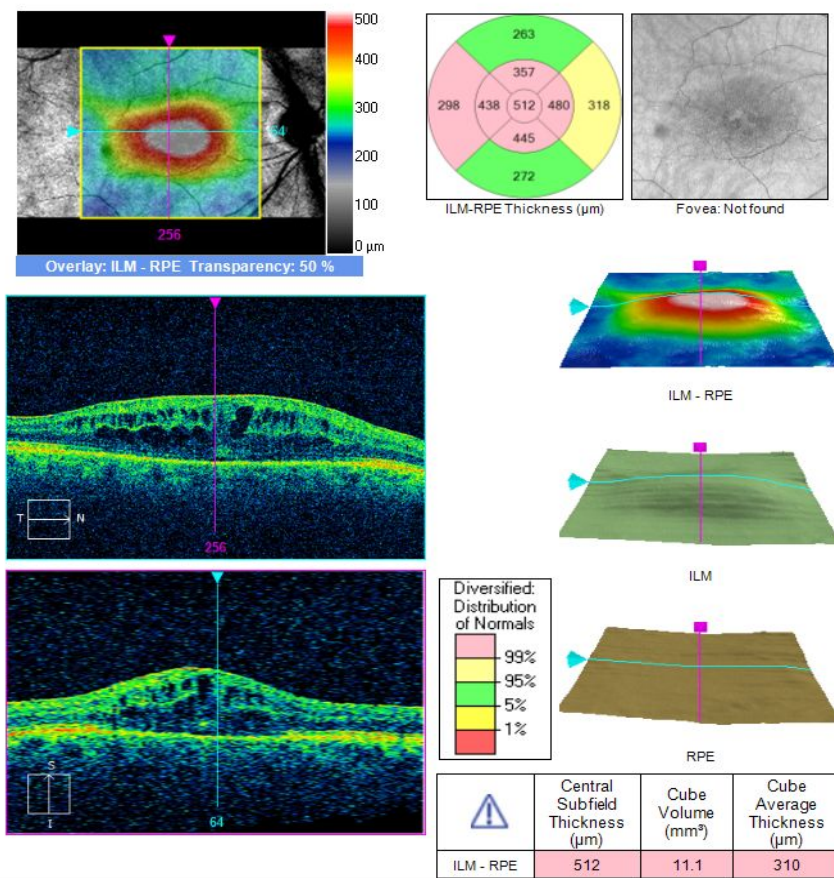 500
400
300
200
100
0 µm
64
256
Overlay: ILM - RPE Transparency: 50 %
263
357
298
438
512
480
318
445
272
ILM-RPE Thickness (µm)
Fovea: Not found
256
T
N
ILM - RPE
ILM
Diversified:
Distribution
of Normals
99%
95%
5%
1%
RPE
S
I
64
Central
Subfield
Thickness
(µm)
Cube
Volume
(mm³)
Cube
Average
Thickness
(µm)
ILM - RPE
512
11.1
310